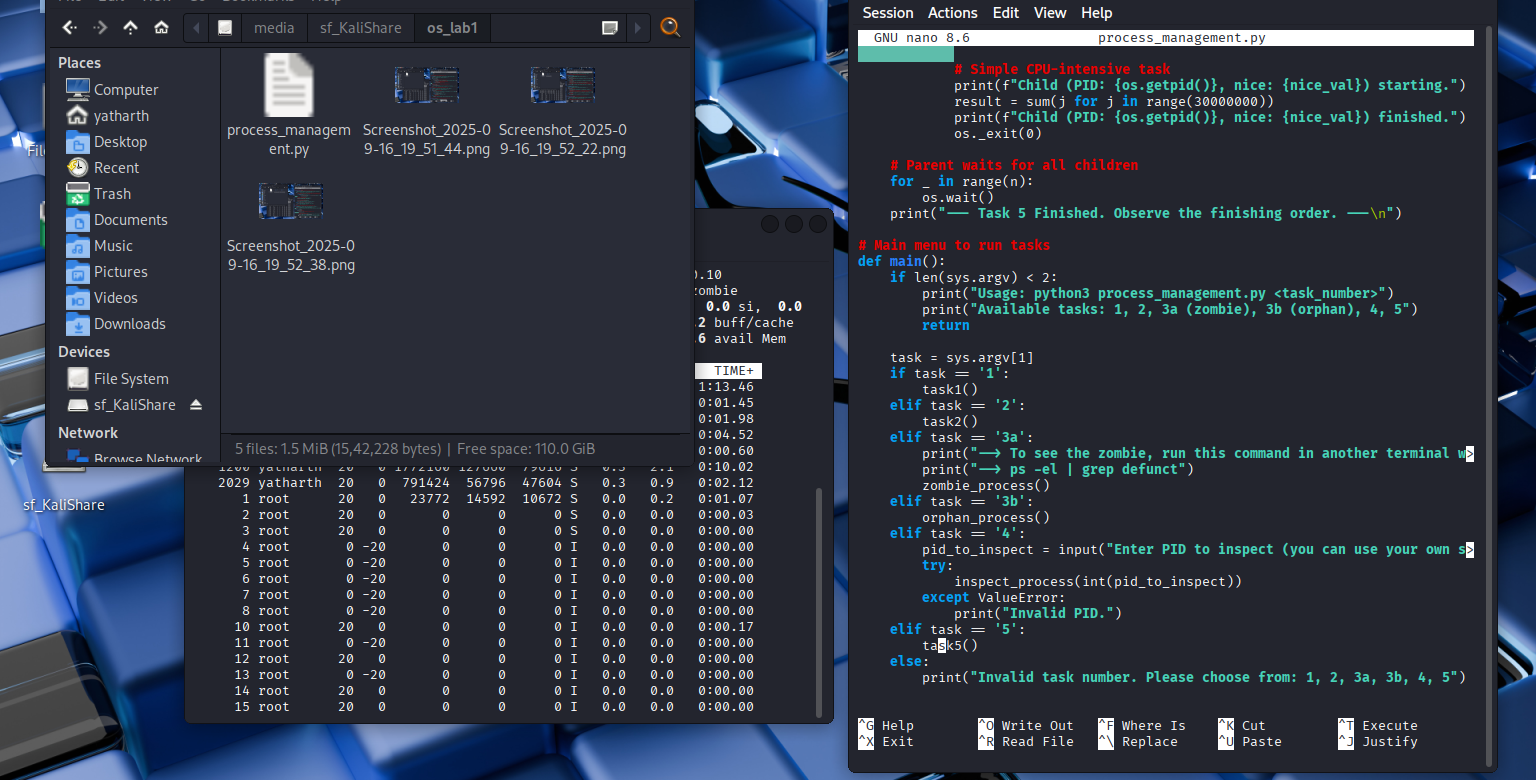 media
sf_KaliShare
os_lab1
Places
Computer
yatharth
Desktop
Recent
Trash
Documents
Music
Pictures
Videos
Downloads
Devices
File System
sf_KaliShare
Network
Browse Network
process_managem
ent.py
Screenshot_2025-0
9-16_19_51_44.png
Screenshot_2025-0
9-16_19_52_22.png
Screenshot_2025-0
9-16_19_52_38.png
5 files: 1.5 MiB (15,42,228 bytes) | Free space: 110.0 GiB
sf_KaliShare
zombie
0.0 si, 0.0
buff/cache
avail Mem
TIME+
1:13.46
0:01.45
0:01.98
0:04.52
0:00.60
0:10.02
2029 yatharth 20 0 791424 56796 47604 S 0.3 0.9 0:02.12
1 root 20 0 23772 14592 10672 S 0.0 0.2 0:01.07
2 root 20 0 0 0 0 S 0.0 0.0 0:00.03
3 root 20 0 0 0 0 S 0.0 0.0 0:00.00
4 root 0 -20 0 0 0 I 0.0 0.0 0:00.00
5 root 0 -20 0 0 0 I 0.0 0.0 0:00.00
6 root 0 -20 0 0 0 I 0.0 0.0 0:00.00
7 root 0 -20 0 0 0 I 0.0 0.0 0:00.00
8 root 0 -20 0 0 0 I 0.0 0.0 0:00.00
10 root 20 0 0 0 0 I 0.0 0.0 0:00.17
11 root 0 -20 0 0 0 I 0.0 0.0 0:00.00
12 root 20 0 0 0 0 I 0.0 0.0 0:00.00
13 root 0 -20 0 0 0 I 0.0 0.0 0:00.00
14 root 20 0 0 0 0 I 0.0 0.0 0:00.00
15 root 20 0 0 0 0 I 0.0 0.0 0:00.00
Session Actions Edit View Help
GNU nano 8.6 process_management.py
# Simple CPU-intensive task
print(f"Child (PID: {os.getpid()}, nice: {nice_val}) starting.")
result = sum(j for j in range(30000000))
print(f"Child (PID: {os.getpid()}, nice: {nice_val}) finished.")
os._exit(0)
# Parent waits for all children
for _ in range(n):
os.wait()
print("--- Task 5 Finished. Observe the finishing order. ---\n")
# Main menu to run tasks
def main():
if len(sys.argv) < 2:
print("Usage: python3 process_management.py <task_number>")
print("Available tasks: 1, 2, 3a (zombie), 3b (orphan), 4, 5")
return
task = sys.argv[1]
if task == '1':
task1()
elif task == '2':
task2()
elif task == '3a':
print("--> To see the zombie, run this command in another terminal w>
print("--> ps -el | grep defunct")
zombie_process()
elif task == '3b':
orphan_process()
elif task == '4':
pid_to_inspect = input("Enter PID to inspect (you can use your own s>
try:
inspect_process(int(pid_to_inspect))
except ValueError:
print("Invalid PID.")
elif task == '5':
task5()
else:
print("Invalid task number. Please choose from: 1, 2, 3a, 3b, 4, 5")
^G Help ^O Write Out ^F Where Is ^K Cut ^T Execute
^X Exit ^R Read File ^\ Replace ^U Paste ^J Justify